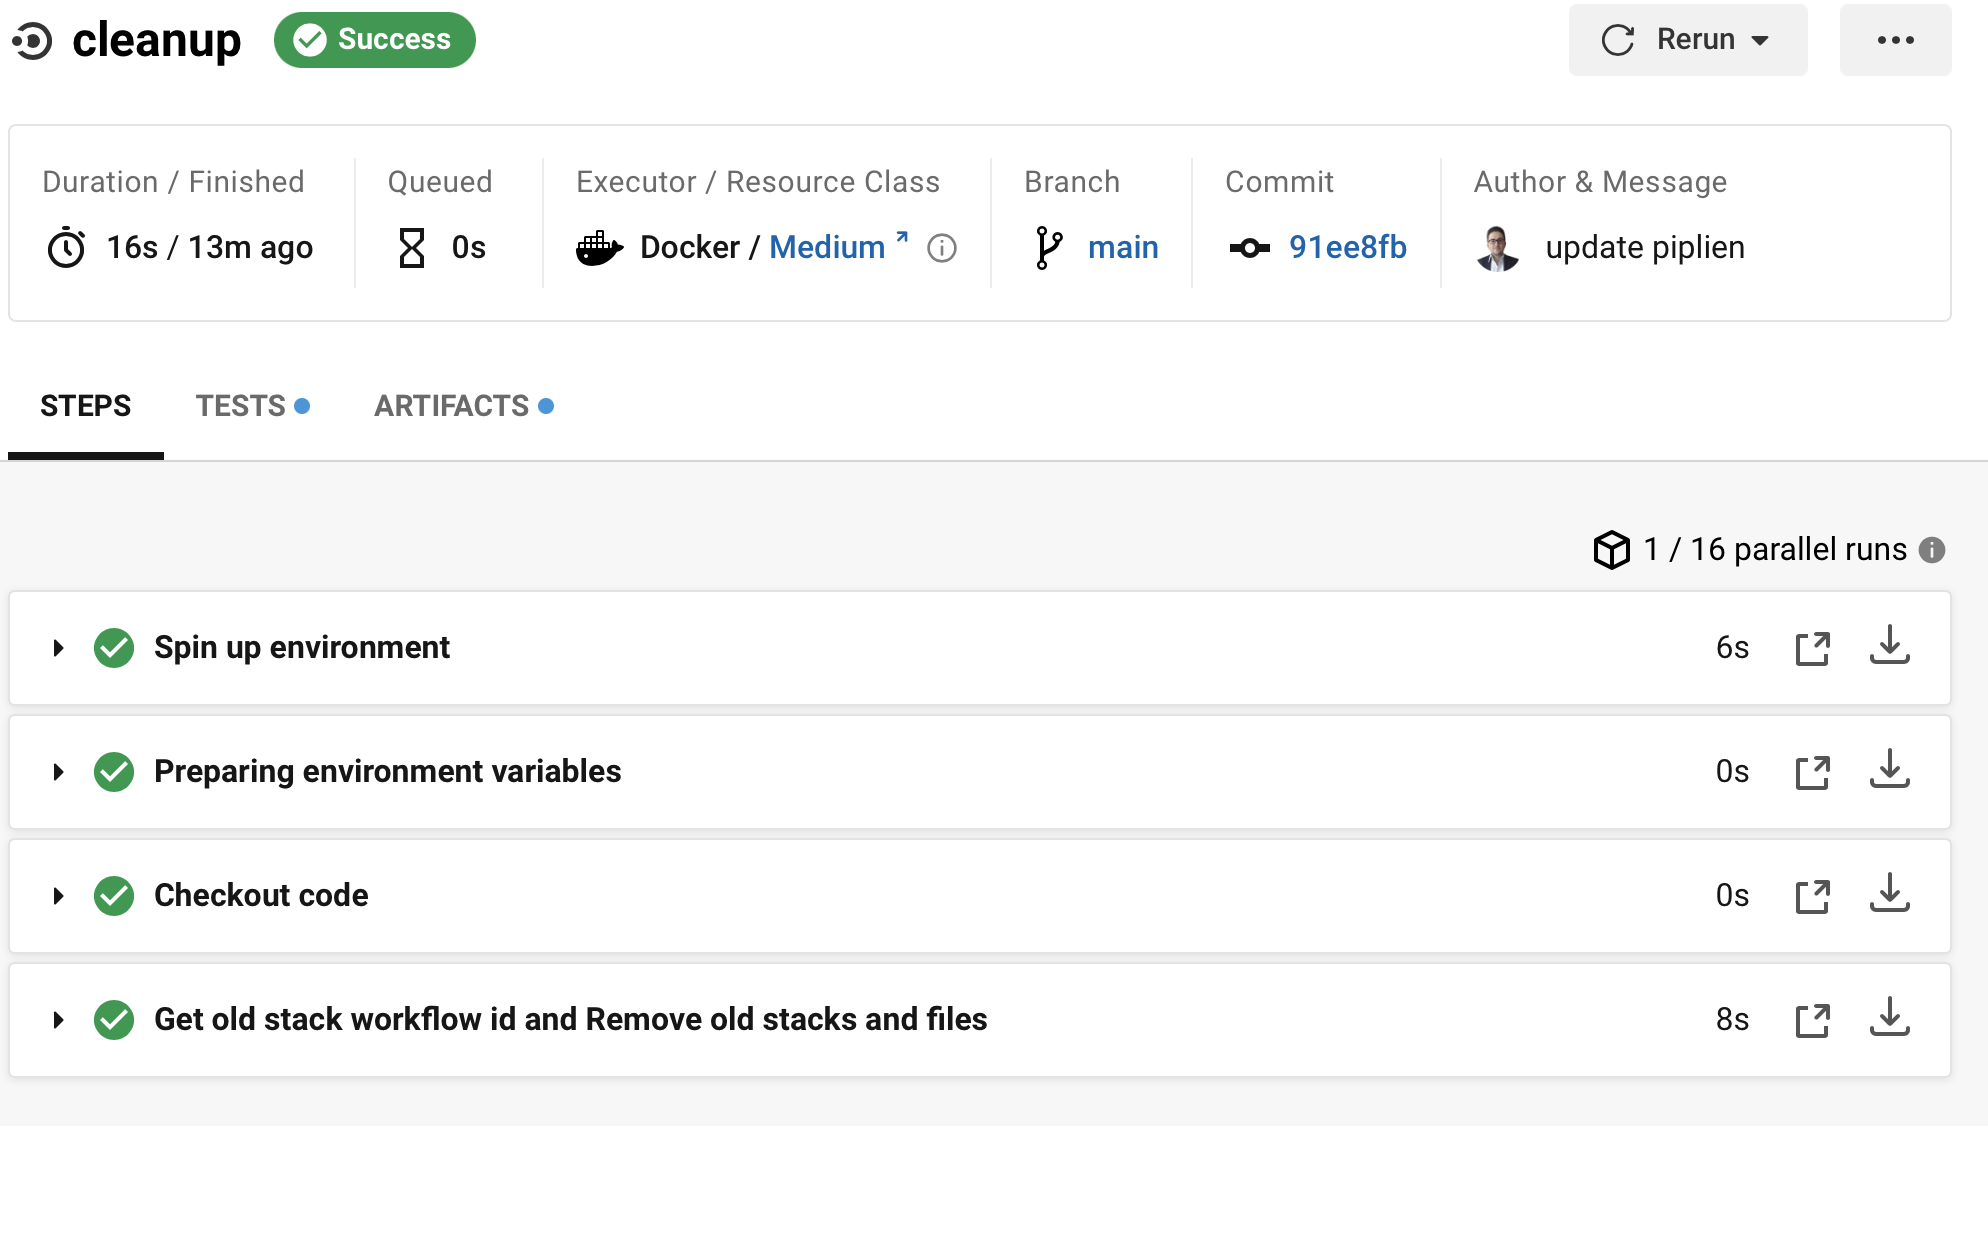 cleanup Success Rerun
Duration / Finished Queued Executor / Resource Class Branch Commit Author & Message
16s / 13m ago 0s Docker / Medium main 91ee8fb update piplien
STEPS TESTS ARTIFACTS
1 / 16 parallel runs
Spin up environment 6s
Preparing environment variables 0s
Checkout code 0s
Get old stack workflow id and Remove old stacks and files 8s